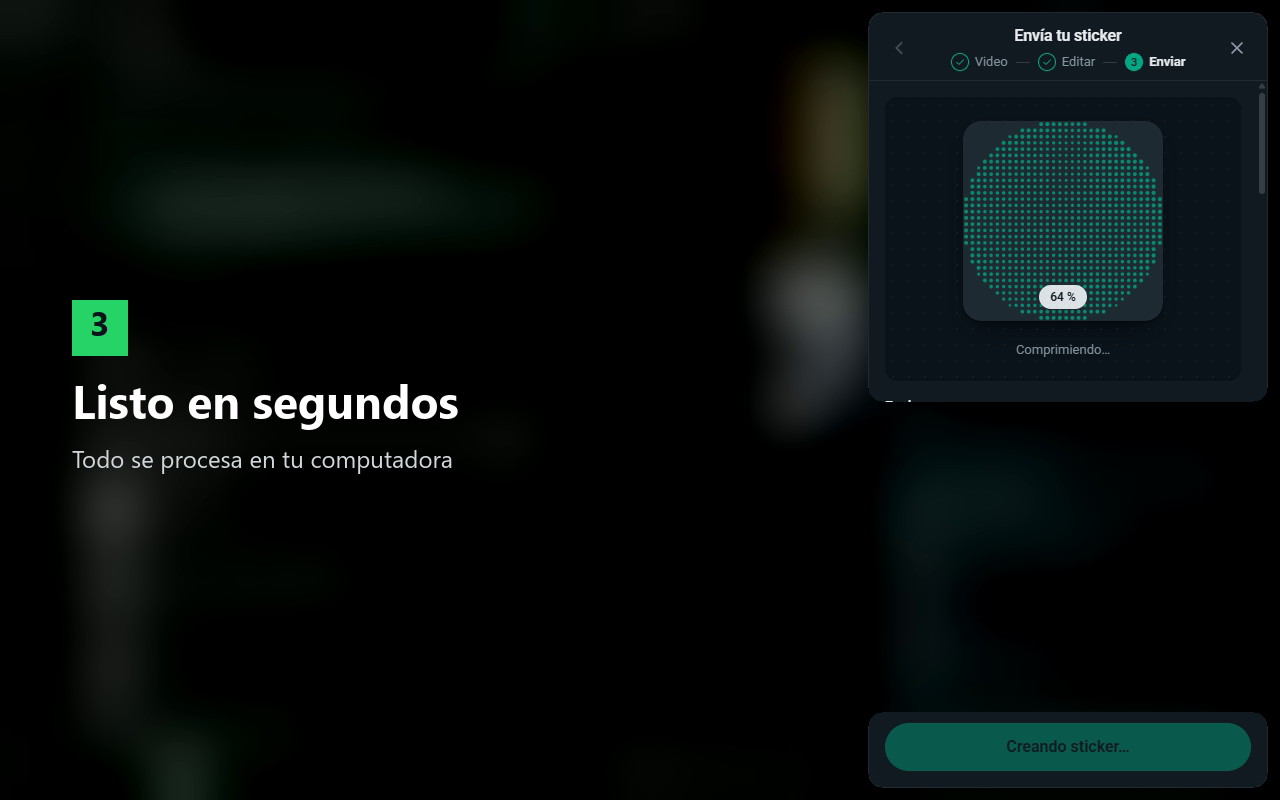 3
Listo en segundos
Todo se procesa en tu computadora
Envía tu sticker
Video — Editar — 3 Enviar
64 %
Comprimiendo…
Creando sticker…